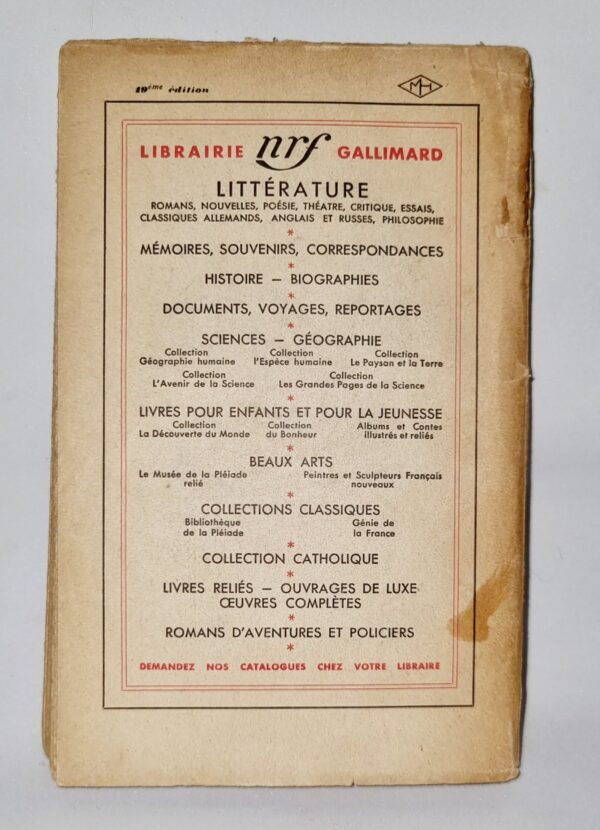 19ème édition
MH
LIBRAIRIE nrf GALLIMARD
LITTÉRATURE
ROMANS, NOUVELLES, POÉSIE, THÉATRE, CRITIQUE, ESSAIS,
CLASSIQUES ALLEMANDS, ANGLAIS ET RUSSES, PHILOSOPHIE
*
MÉMOIRES, SOUVENIRS, CORRESPONDANCES
*
HISTOIRE — BIOGRAPHIES
*
DOCUMENTS, VOYAGES, REPORTAGES
*
SCIENCES — GÉOGRAPHIE
Collection Collection Collection
Géographie humaine l'Espèce humaine Le Paysan et la Terre
Collection Collection
L'Avenir de la Science Les Grandes Pages de la Science
*
LIVRES POUR ENFANTS ET POUR LA JEUNESSE
Collection Collection Albums et Contes
La Découverte du Monde du Bonheur illustrés et reliés
*
BEAUX ARTS
Le Musée de la Pléiade Peintres et Sculpteurs Français
relié nouveaux
*
COLLECTIONS CLASSIQUES
Bibliothèque Génie de
de la Pléiade la France
*
COLLECTION CATHOLIQUE
*
LIVRES RELIÉS — OUVRAGES DE LUXE
ŒUVRES COMPLÈTES
*
ROMANS D'AVENTURES ET POLICIERS
*
DEMANDEZ NOS CATALOGUES CHEZ VOTRE LIBRAIRE